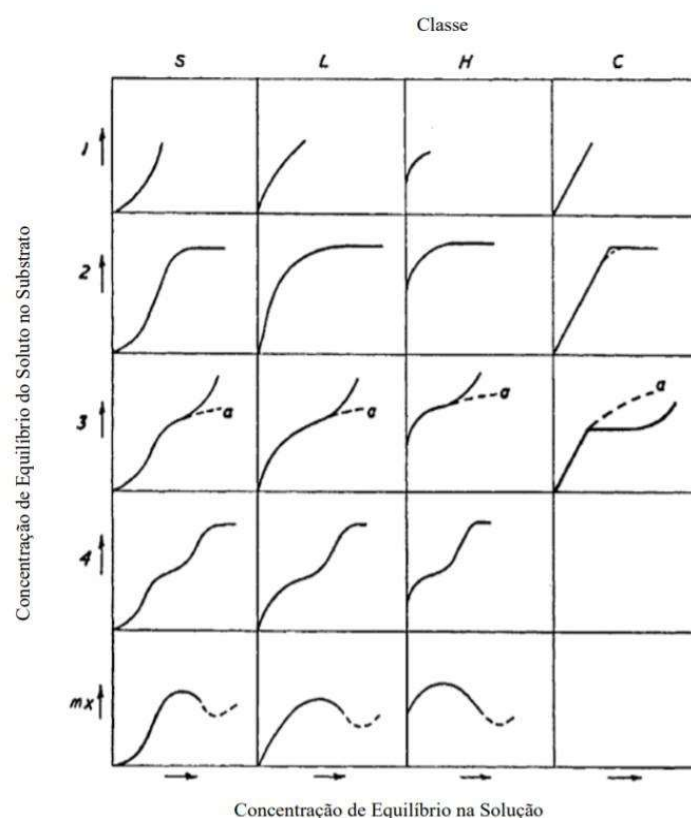 Classe
S L H C
1
2
3
a a a a
4
mx
Concentração de Equilíbrio do Soluto no Substrato
Concentração de Equilíbrio na Solução